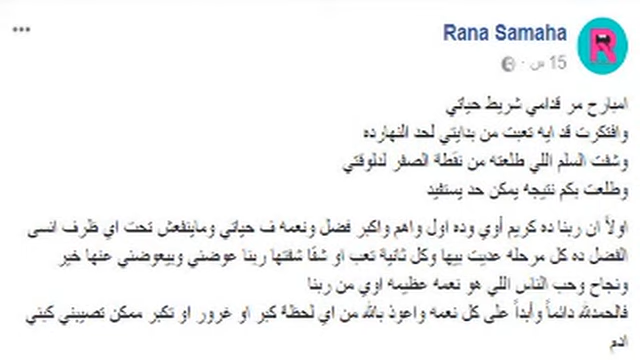 Rana Samaha
15 س ·
امبارح مر قدامي شريط حياتي
وافتكرت قد ايه تعبت من بدايتي لحد النهارده
وشفت السلم اللي طلعته من نقطة الصفر لدلوقتي
وطلعت بكم نتيجه يمكن حد يستفيد
اولاً ان ربنا ده كريم أوي وده اول واهم واكبر فضل ونعمه ف حياتي وماينفعش تحت اي ظرف انسى
الفضل ده كل مرحله عديت بيها وكل ثانية تعب او شقا شقتها ربنا عوضني وبيعوضني عنها خير
ونجاح وحب الناس اللي هو نعمه عظيمه اوي من ربنا
فالحمدلله دائماً وأبداً على كل نعمه واعوذ بالله من اي لحظة كبر او غرور او تكبر ممكن تصيبني كبني
ادم